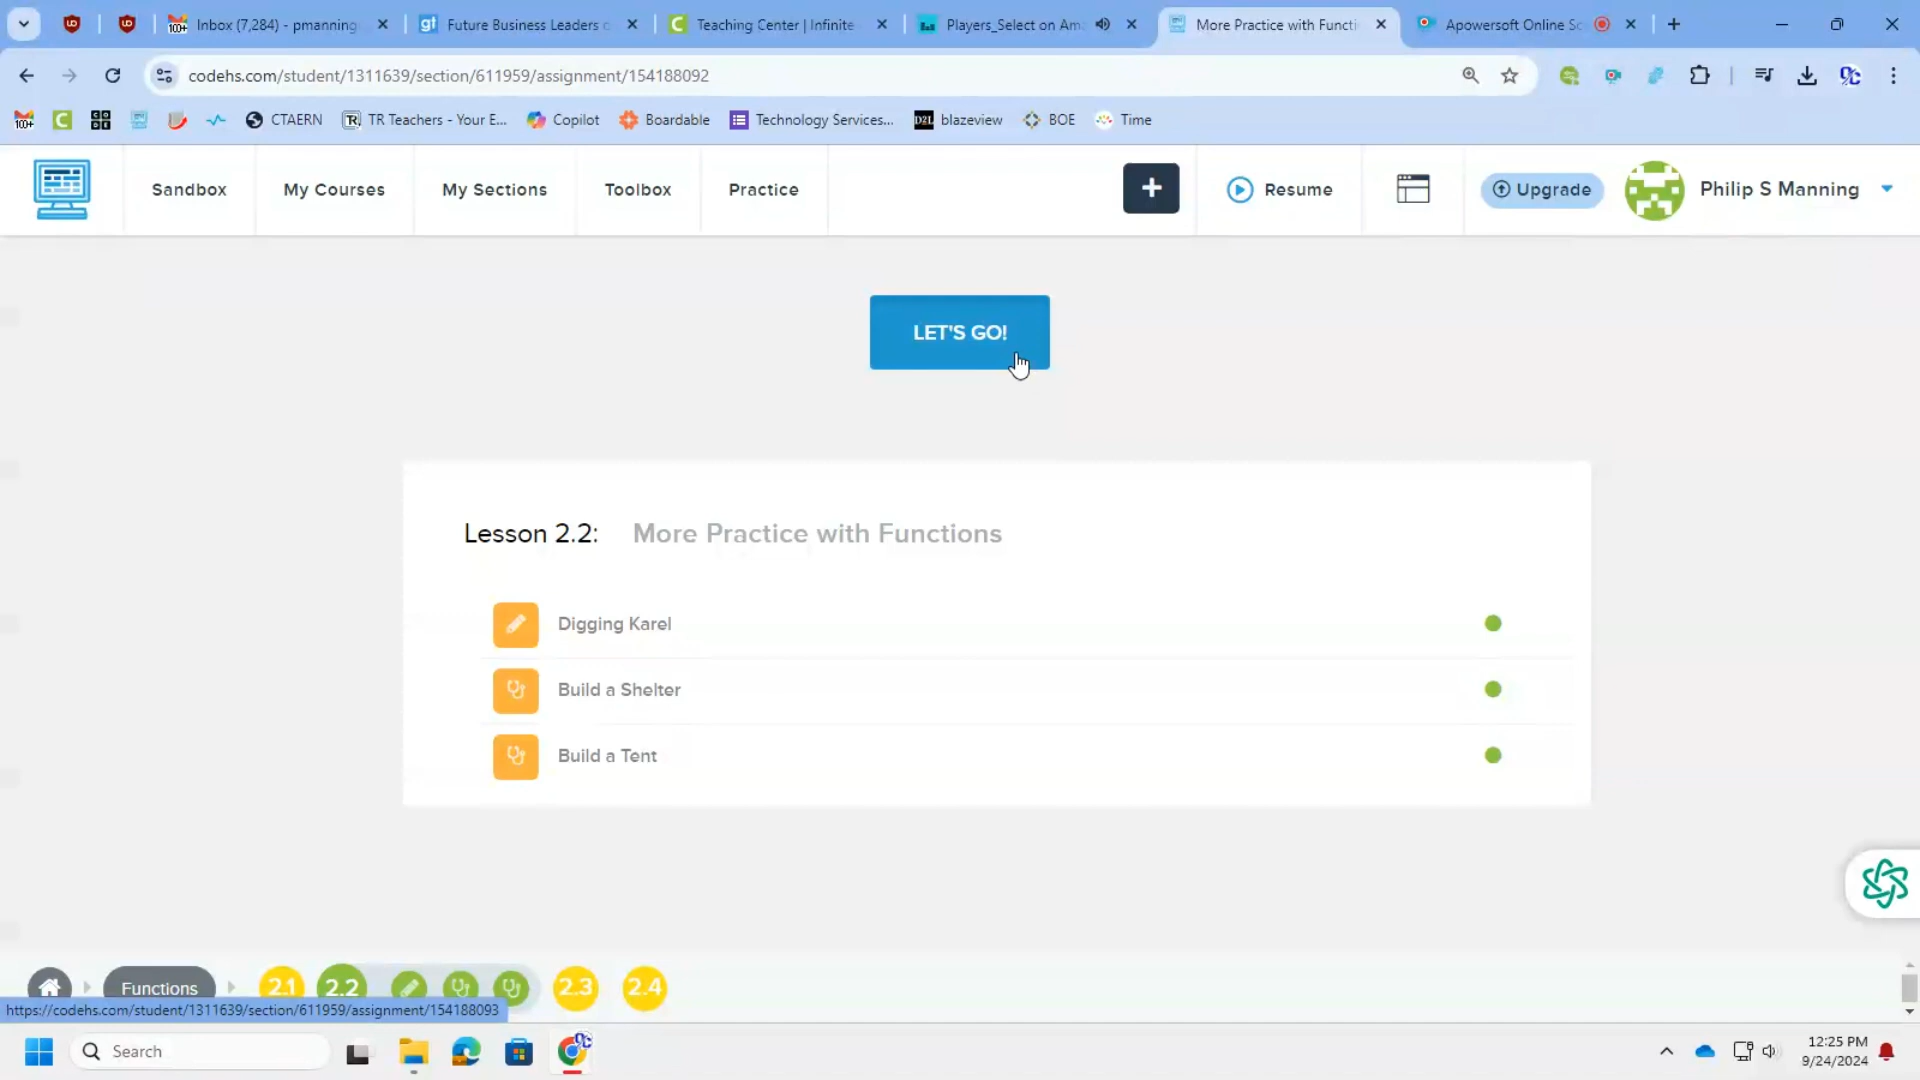 Inbox (7,284) - pmanning
Future Business Leaders o
Teaching Center | Infinite
Players_Select on Am
More Practice with Functi
Apowersoft Online Sc
codehs.com/student/1311639/section/611959/assignment/154188092
CTAERN
TR Teachers - Your E...
Copilot
Boardable
Technology Services...
D2L
blazeview
BOE
Time
Sandbox
My Courses
My Sections
Toolbox
Practice
+
Resume
Upgrade
Philip S Manning
LET'S GO!
Lesson 2.2: More Practice with Functions
Digging Karel
Build a Shelter
Build a Tent
Functions
2.1
2.2
2.3
2.4
https://codehs.com/student/1311639/section/611959/assignment/154188093
Search
12:25 PM
9/24/2024